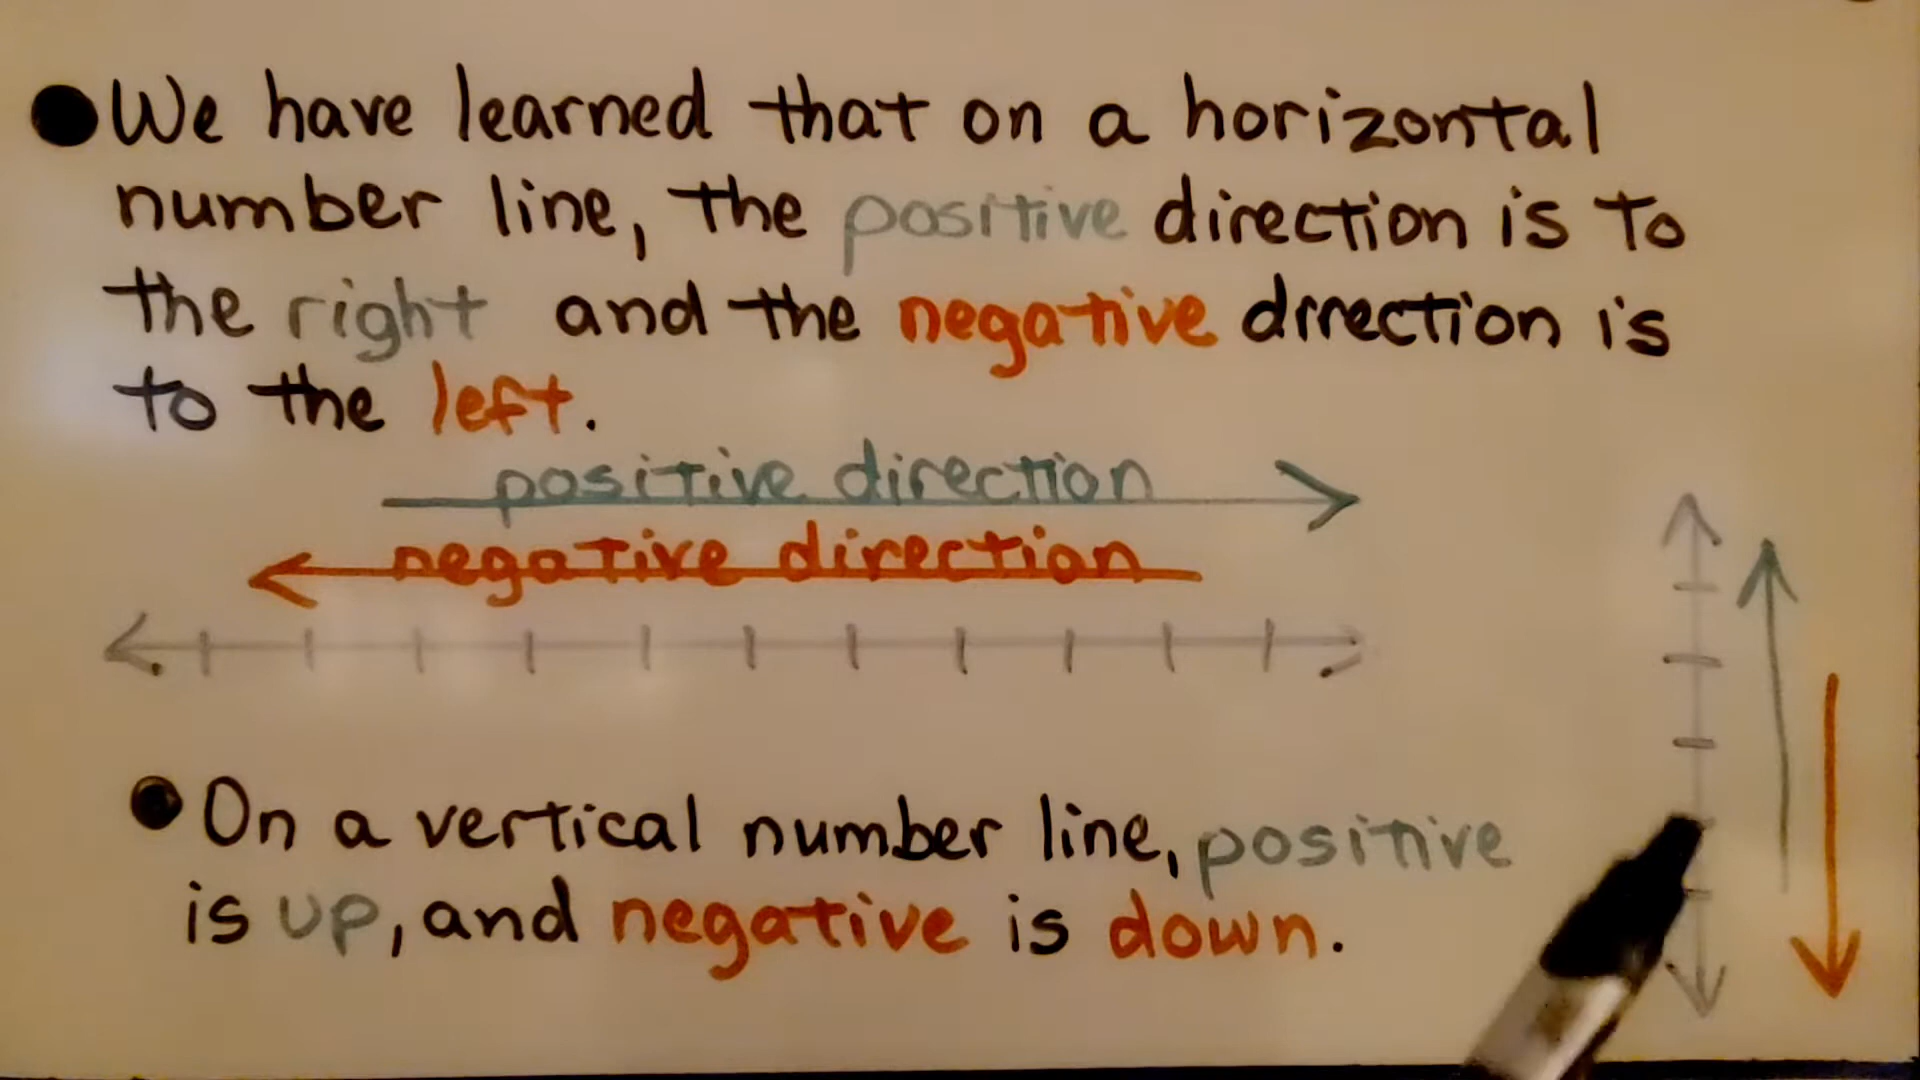 We have learned that on a horizontal
number line, the positive direction is to
the right and the negative direction is
to the left.
positive direction
negative direction
On a vertical number line, positive
is up, and negative is down.